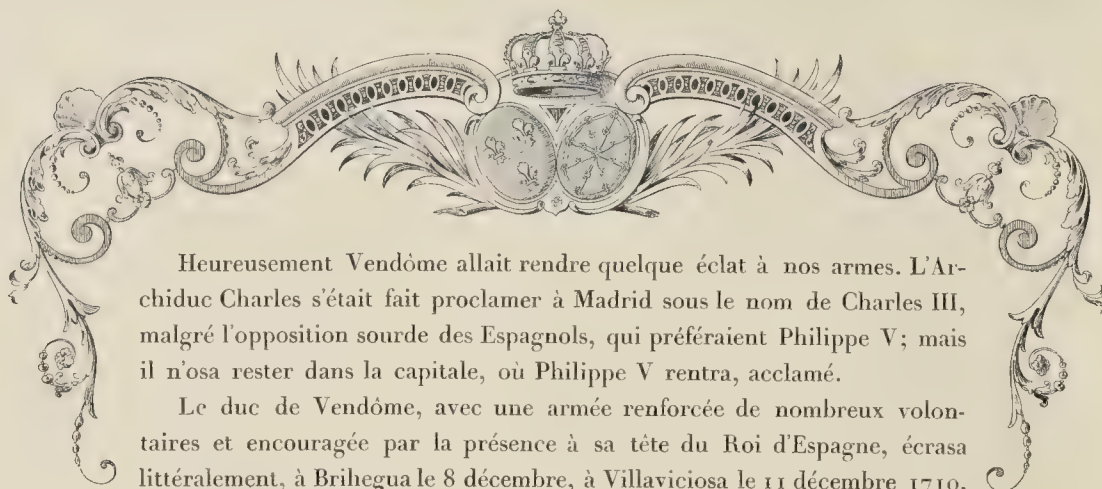 Heureusement Vendôme allait rendre quelque éclat à nos armes. L'Ar-
chiduc Charles s'était fait proclamer à Madrid sous le nom de Charles III,
malgré l'opposition sourde des Espagnols, qui préféraient Philippe V; mais
il n'osa rester dans la capitale, où Philippe V rentra, acclamé.
Le duc de Vendôme, avec une armée renforcée de nombreux volon-
taires et encouragée par la présence à sa tête du Roi d'Espagne, écrasa
littéralement, à Brihegua le 8 décembre, à Villaviciosa le 11 décembre 1710,